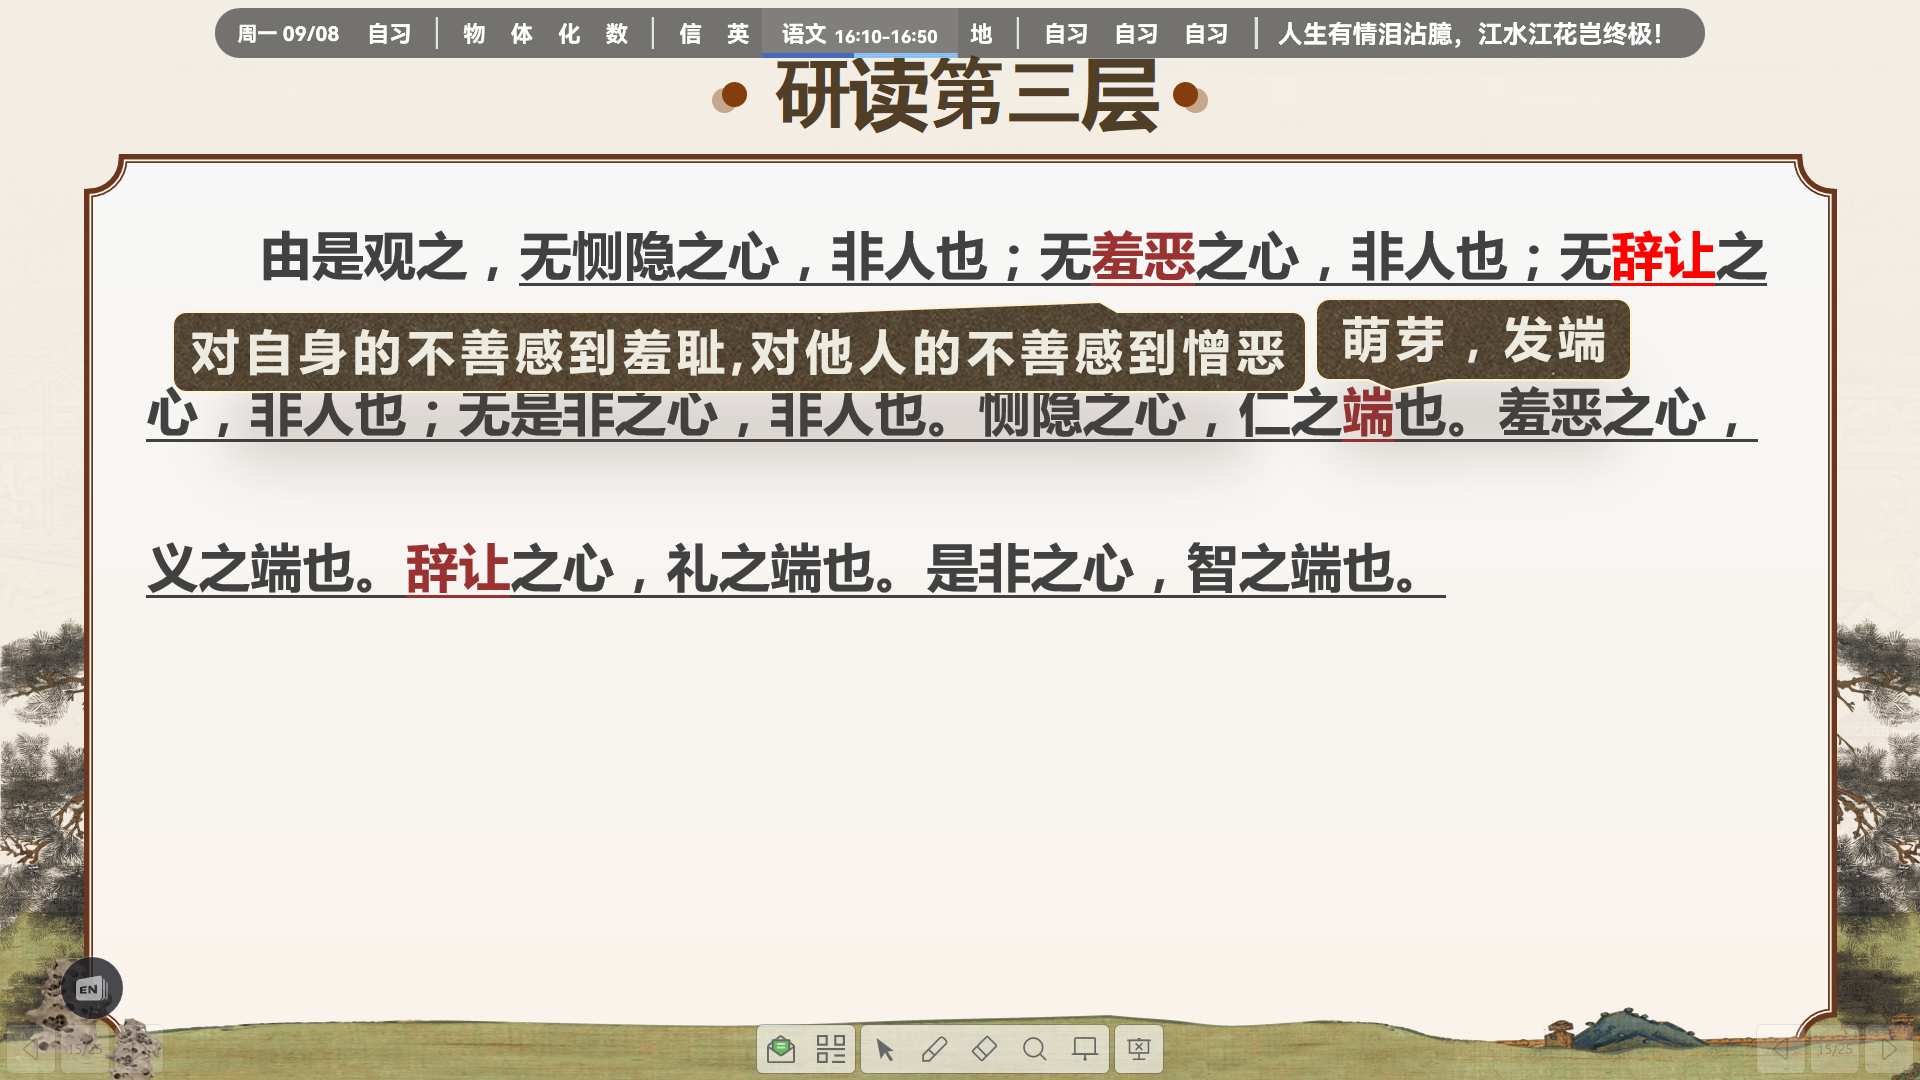 周一 09/08 自习 | 物 体 化 数 | 信 英 语文 16:10-16:50 地 | 自习 自习 自习 | 人生有情泪沾臆，江水江花岂终极！
研读第三层
由是观之，无恻隐之心，非人也；无羞恶之心，非人也；无辞让之
对自身的不善感到羞耻,对他人的不善感到憎恶
萌芽，发端
心，非人也；无是非之心，非人也。恻隐之心，仁之端也。羞恶之心，
义之端也。辞让之心，礼之端也。是非之心，智之端也。
EN
15/25
15/25